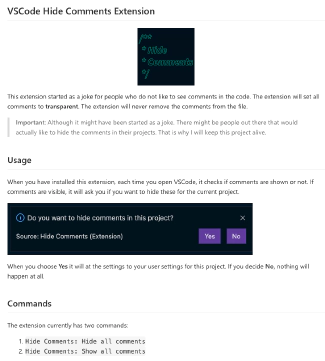 VSCode Hide Comments Extension
/**
* Hide
* Comments
*/
This extension started as a joke for people who do not like to see comments in the code. The extension will set all
comments to transparent. The extension will never remove the comments from the file.
Important: Although it might have been started as a joke. There might be people out there that would
actually like to hide the comments in their projects. That is why I will keep this project alive.
Usage
When you have installed this extension, each time you open VSCode, it checks if comments are shown or not. If
comments are visible, it will ask you if you want to hide these for the current project.
Do you want to hide comments in this project?
Source: Hide Comments (Extension)
Yes
No
When you choose Yes it will at the settings to your user settings for this project. If you decide No, nothing will
happen at all.
Commands
The extension currently has two commands:
1. Hide Comments: Hide all comments
2. Hide Comments: Show all comments